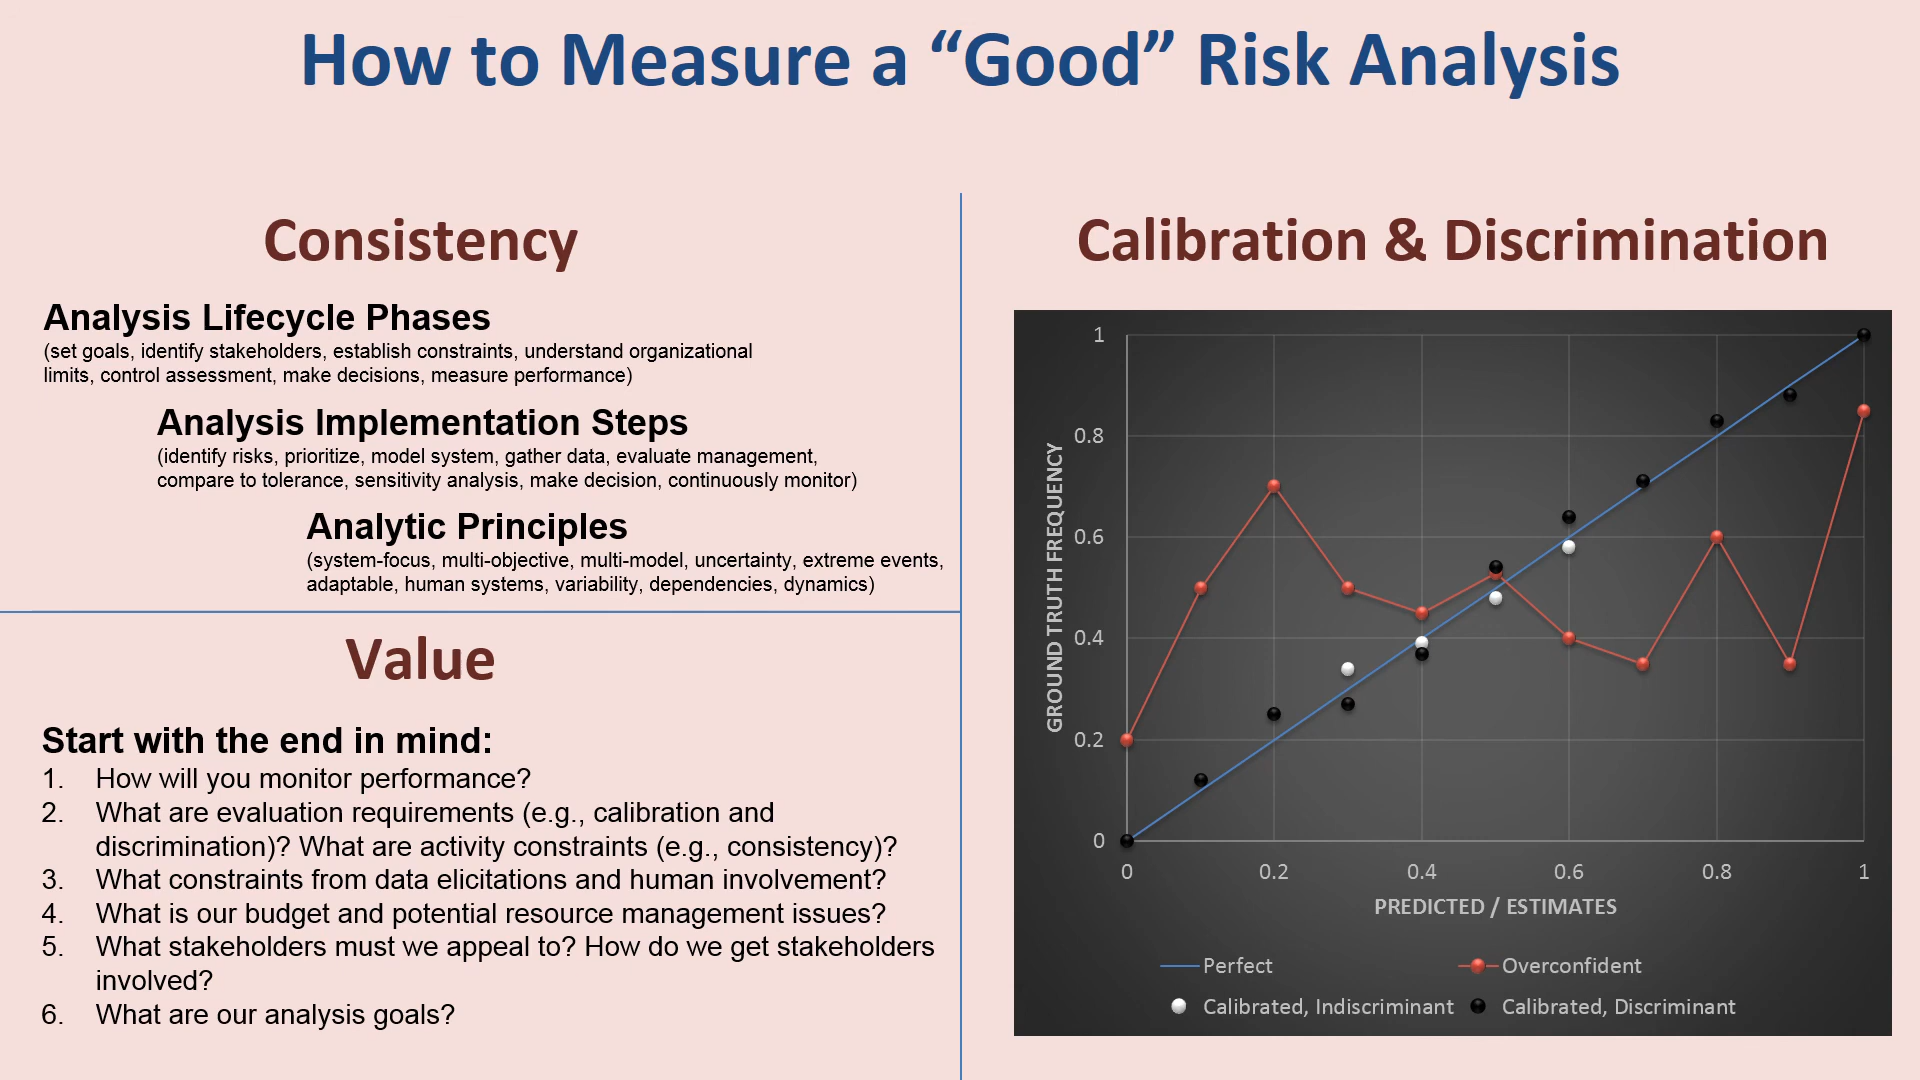 How to Measure a “Good” Risk Analysis
Consistency
Analysis Lifecycle Phases
(set goals, identify stakeholders, establish constraints, understand organizational
limits, control assessment, make decisions, measure performance)
Analysis Implementation Steps
(identify risks, prioritize, model system, gather data, evaluate management,
compare to tolerance, sensitivity analysis, make decision, continuously monitor)
Analytic Principles
(system-focus, multi-objective, multi-model, uncertainty, extreme events,
adaptable, human systems, variability, dependencies, dynamics)
Value
Start with the end in mind:
1. How will you monitor performance?
2. What are evaluation requirements (e.g., calibration and
discrimination)? What are activity constraints (e.g., consistency)?
3. What constraints from data elicitations and human involvement?
4. What is our budget and potential resource management issues?
5. What stakeholders must we appeal to? How do we get stakeholders
involved?
6. What are our analysis goals?
Calibration & Discrimination
GROUND TRUTH FREQUENCY
1
0.8
0.6
0.4
0.2
0
0 0.2 0.4 0.6 0.8 1
PREDICTED / ESTIMATES
Perfect
Overconfident
Calibrated, Indiscriminant
Calibrated, Discriminant